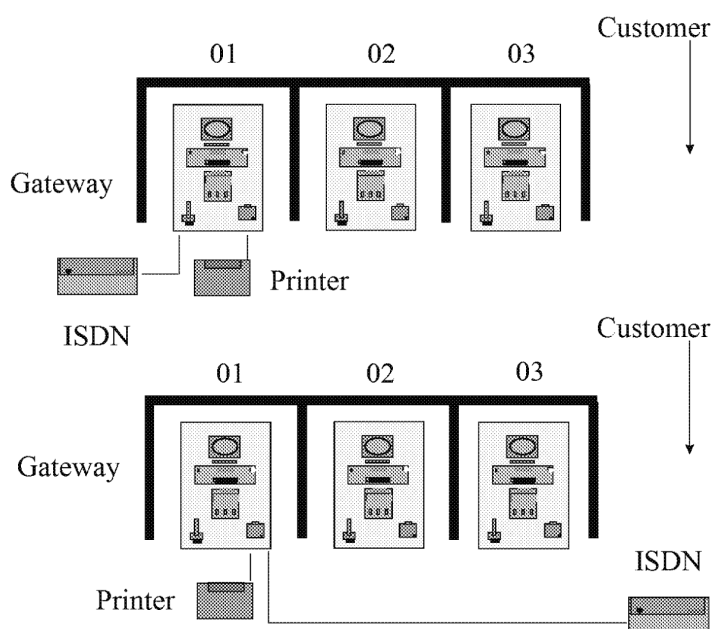 Customer
01 02 03
Gateway
Printer
ISDN
Customer
01 02 03
Gateway
ISDN
Printer